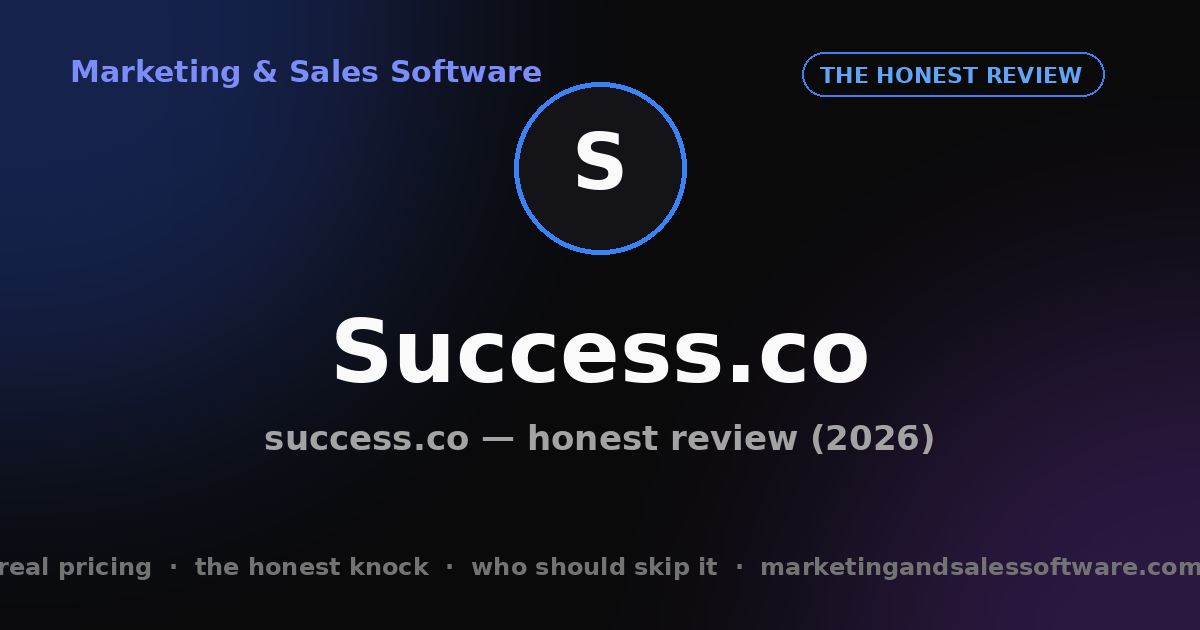 Marketing & Sales Software
THE HONEST REVIEW
S
Success.co
success.co — honest review (2026)
real pricing · the honest knock · who should skip it · marketingandsalessoftware.com